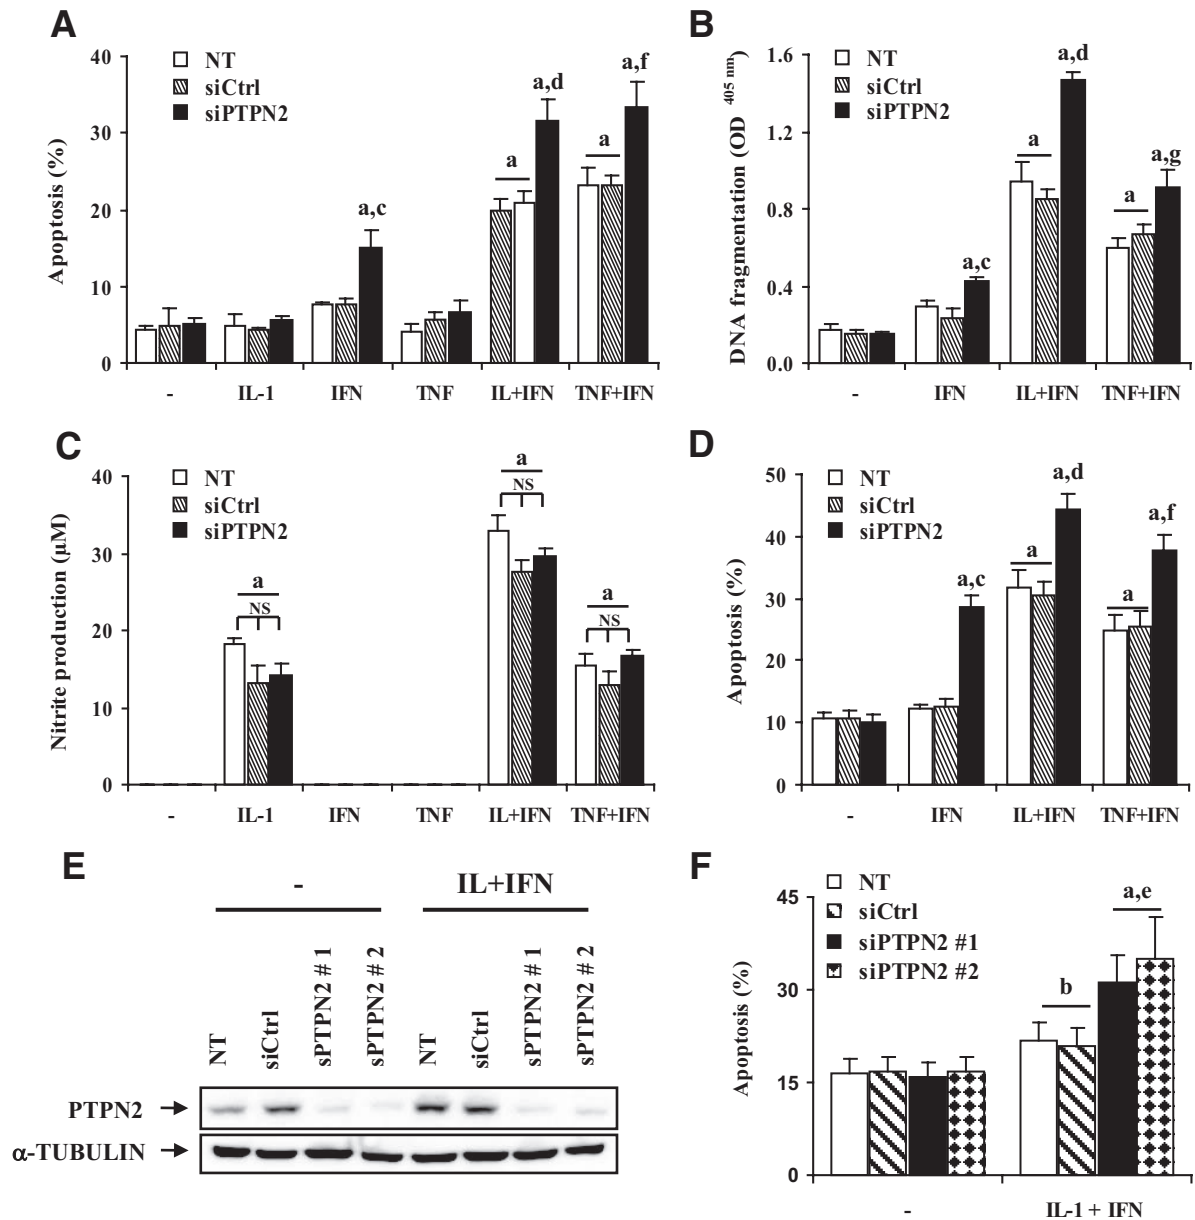 A
Apoptosis (%)
40
30
20
10
0
NT
siCtrl
siPTPN2
a,c
a
a,d
a
a,f
- IL-1 IFN TNF IL+IFN TNF+IFN
B
DNA fragmentation (OD 405 nm)
1.6
1.2
0.8
0.4
0.0
NT
siCtrl
siPTPN2
a,c
a
a,d
a
a,g
- IFN IL+IFN TNF+IFN
C
Nitrite production (µM)
40
30
20
10
0
NT
siCtrl
siPTPN2
a
NS
a
NS
a
NS
- IL-1 IFN TNF IL+IFN TNF+IFN
D
Apoptosis (%)
50
40
30
20
10
0
NT
siCtrl
siPTPN2
a,c
a
a,d
a
a,f
- IFN IL+IFN TNF+IFN
E
- IL+IFN
NT
siCtrl
sPTPN2 # 1
sPTPN2 # 2
NT
siCtrl
sPTPN2 # 1
sPTPN2 # 2
PTPN2
α-TUBULIN
F
Apoptosis (%)
45
30
15
0
NT
siCtrl
siPTPN2 #1
siPTPN2 #2
b
a,e
- IL-1 + IFN